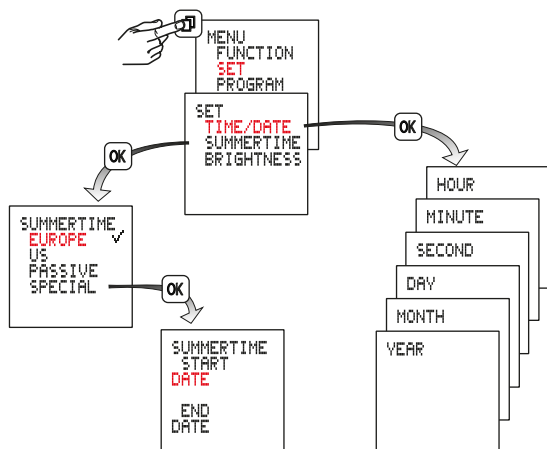 MENU
FUNCTION
SET
PROGRAM
SET
TIME/DATE
SUMMERTIME
BRIGHTNESS
OK
OK
SUMMERTIME
EUROPE ✓
US
PASSIVE
SPECIAL
OK
SUMMERTIME
START
DATE
END
DATE
HOUR
MINUTE
SECOND
DAY
MONTH
YEAR